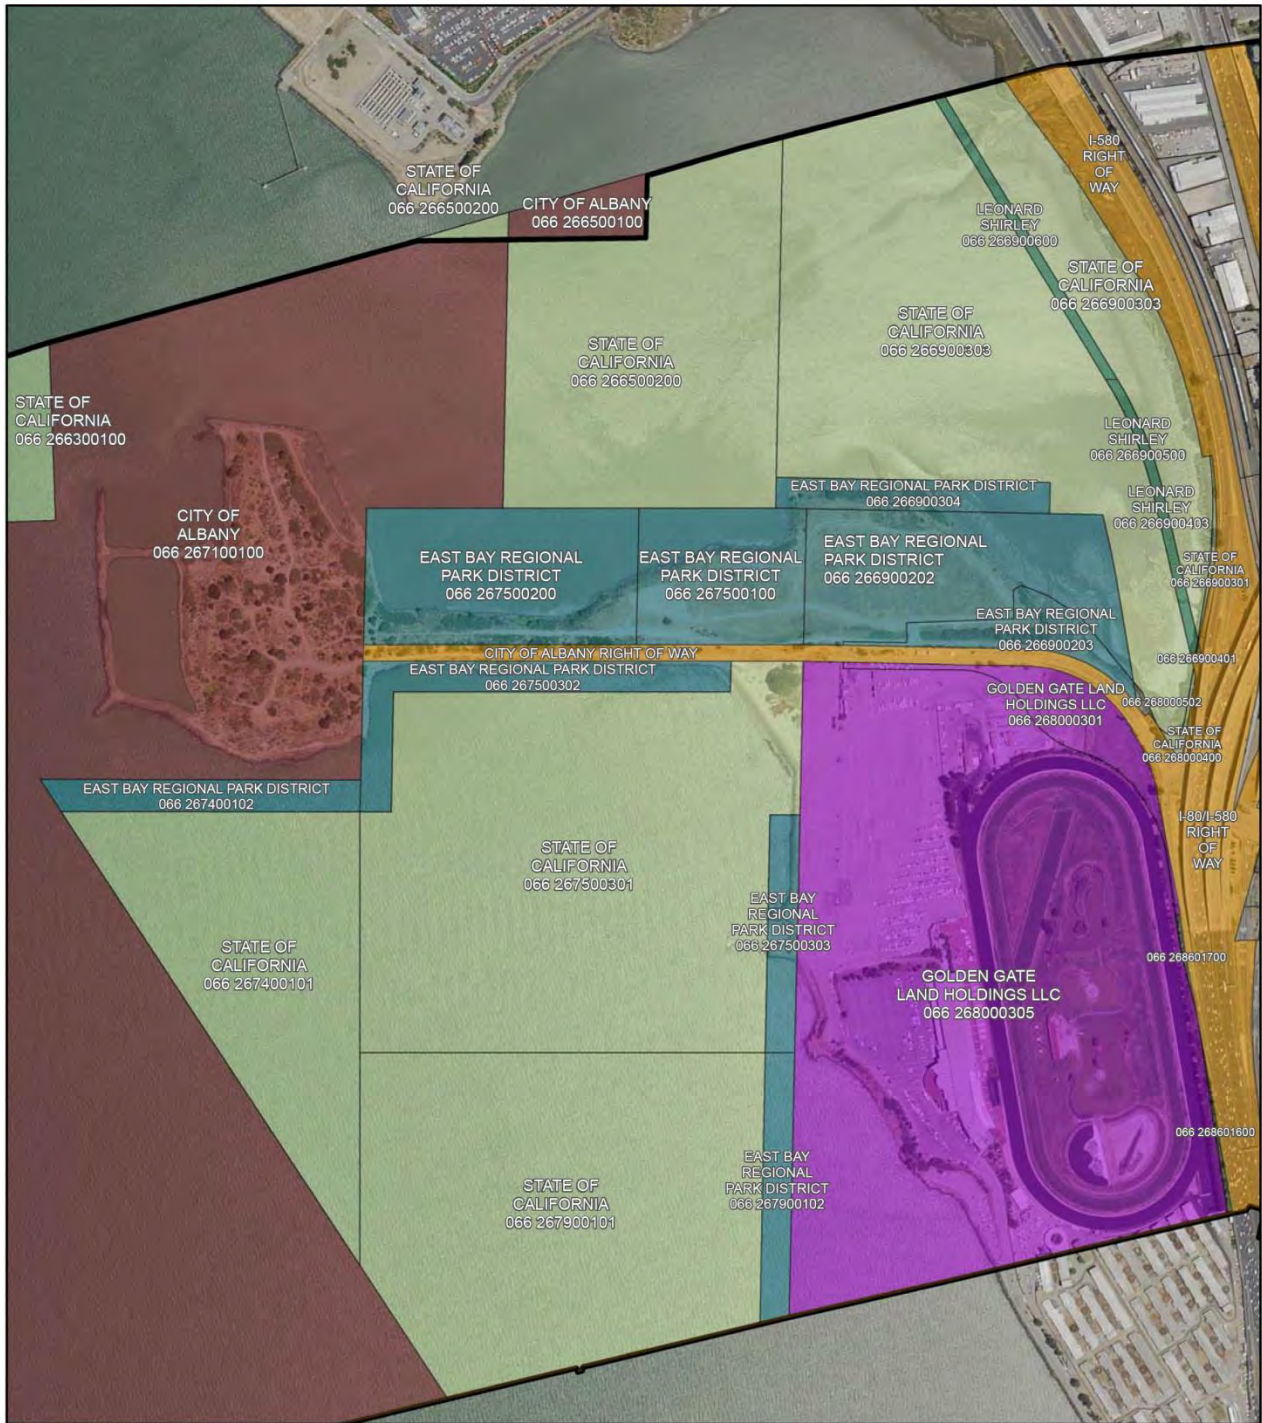 I-580
RIGHT
OF
WAY
STATE OF
CALIFORNIA
066 266500200
CITY OF ALBANY
066 266500100
LEONARD
SHIRLEY
066 266900600
STATE OF
CALIFORNIA
066 266900303
STATE OF
CALIFORNIA
066 266900303
STATE OF
CALIFORNIA
066 266500200
STATE OF
CALIFORNIA
066 266300100
LEONARD
SHIRLEY
066 266900500
EAST BAY REGIONAL PARK DISTRICT
066 266900304
LEONARD
SHIRLEY
066 266900403
CITY OF
ALBANY
066 267100100
EAST BAY REGIONAL
PARK DISTRICT
066 267500200
EAST BAY REGIONAL
PARK DISTRICT
066 267500100
EAST BAY REGIONAL
PARK DISTRICT
066 266900202
STATE OF
CALIFORNIA
066 266900301
EAST BAY REGIONAL
PARK DISTRICT
066 266900203
CITY OF ALBANY RIGHT OF WAY
066 266900401
EAST BAY REGIONAL PARK DISTRICT
066 267500302
GOLDEN GATE LAND
HOLDINGS LLC
066 268000301
066 268000502
STATE OF
CALIFORNIA
066 268000400
EAST BAY REGIONAL PARK DISTRICT
066 267400102
I-80/I-580
RIGHT
OF
WAY
STATE OF
CALIFORNIA
066 267500301
EAST BAY
REGIONAL
PARK DISTRICT
066 267500303
STATE OF
CALIFORNIA
066 267400101
066 268601700
GOLDEN GATE
LAND HOLDINGS LLC
066 268000305
066 268601600
EAST BAY
REGIONAL
PARK DISTRICT
066 267900102
STATE OF
CALIFORNIA
066 267900101